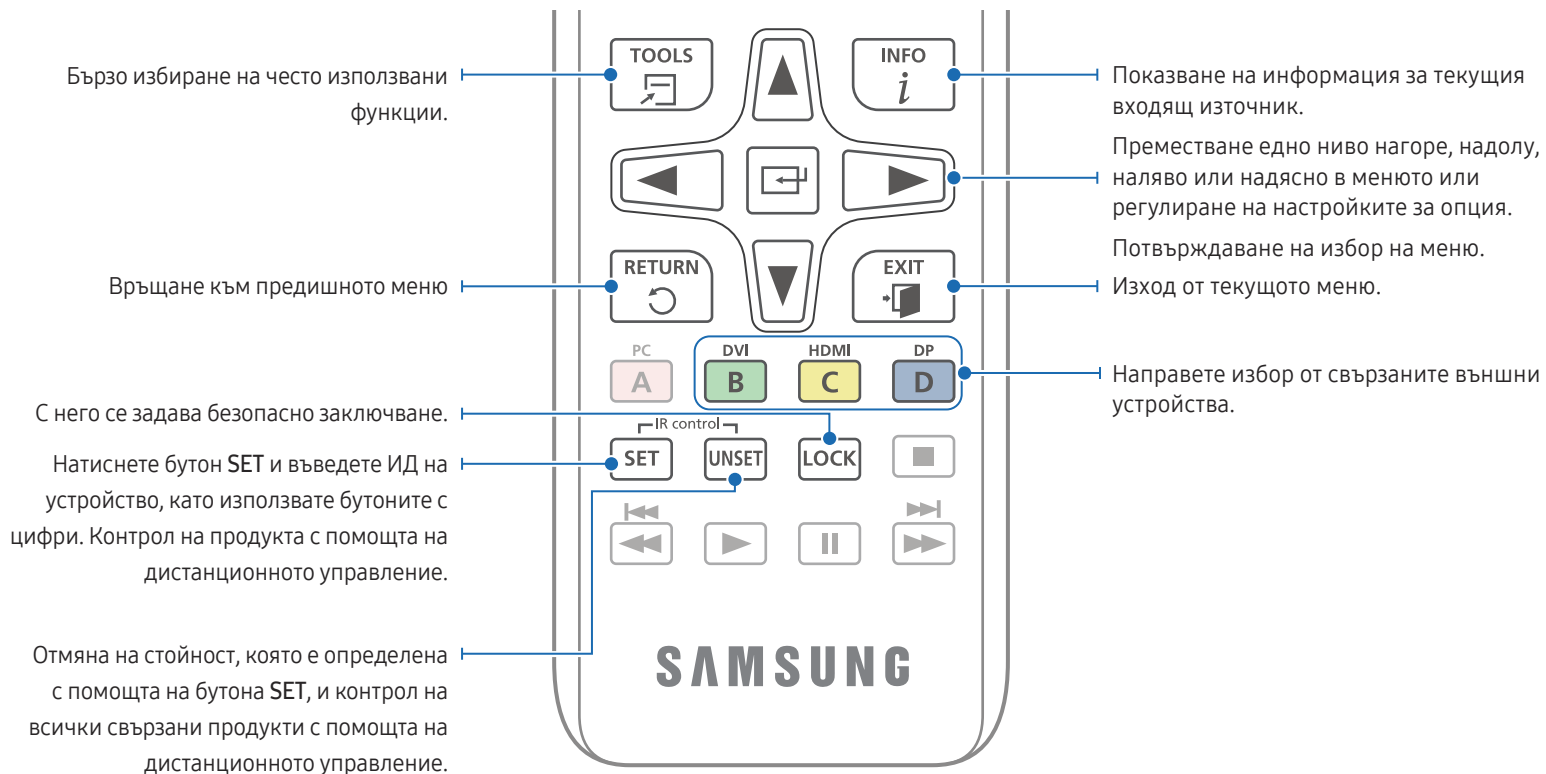 TOOLS
INFO
Бързо избиране на често използвани
функции.
Показване на информация за текущия
входящ източник.
Преместване едно ниво нагоре, надолу,
наляво или надясно в менюто или
регулиране на настройките за опция.
Потвърждаване на избор на меню.
RETURN
EXIT
Връщане към предишното меню
Изход от текущото меню.
PC
DVI
HDMI
DP
A
B
C
D
Направете избор от свързаните външни
устройства.
С него се задава безопасно заключване.
IR control
SET
UNSET
LOCK
Натиснете бутон SET и въведете ИД на
устройство, като използвате бутоните с
цифри. Контрол на продукта с помощта на
дистанционното управление.
Отмяна на стойност, която е определена
с помощта на бутона SET, и контрол на
всички свързани продукти с помощта на
дистанционното управление.
SAMSUNG